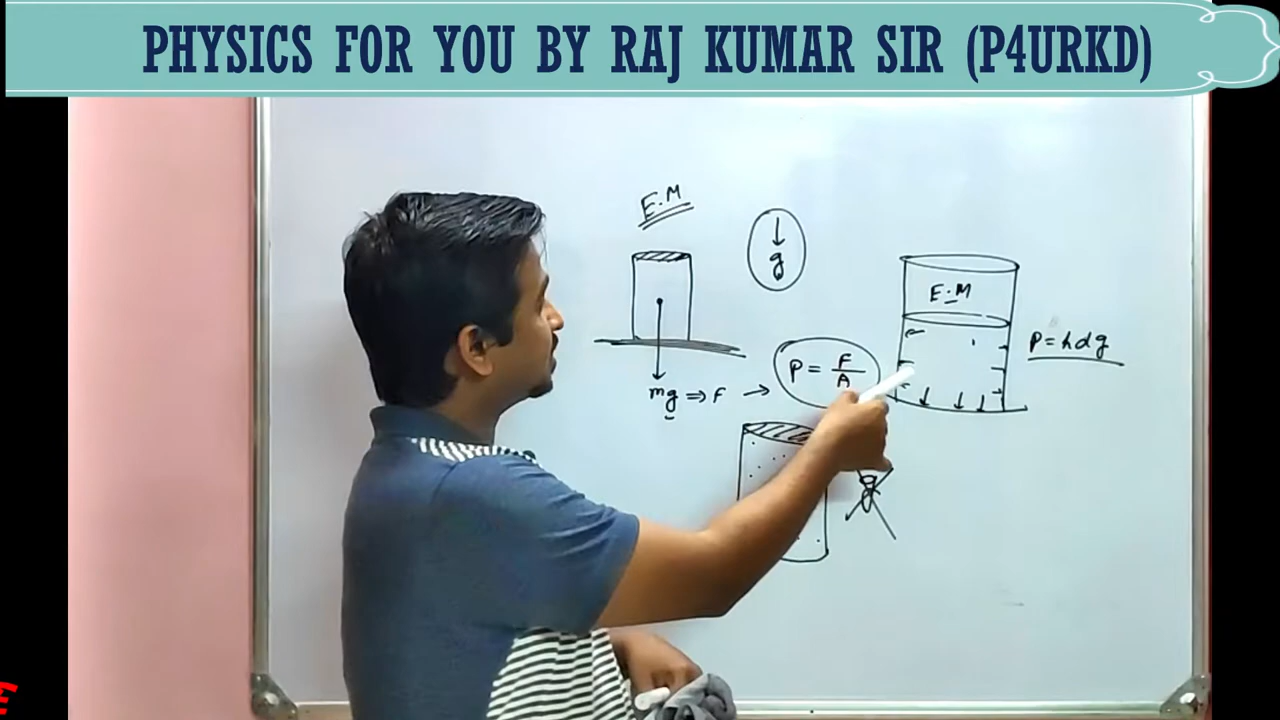 PHYSICS FOR YOU BY RAJ KUMAR SIR (P4URKD)
E.M
g
E.M
P = hdg
P = F/A
mg ⇒ F →